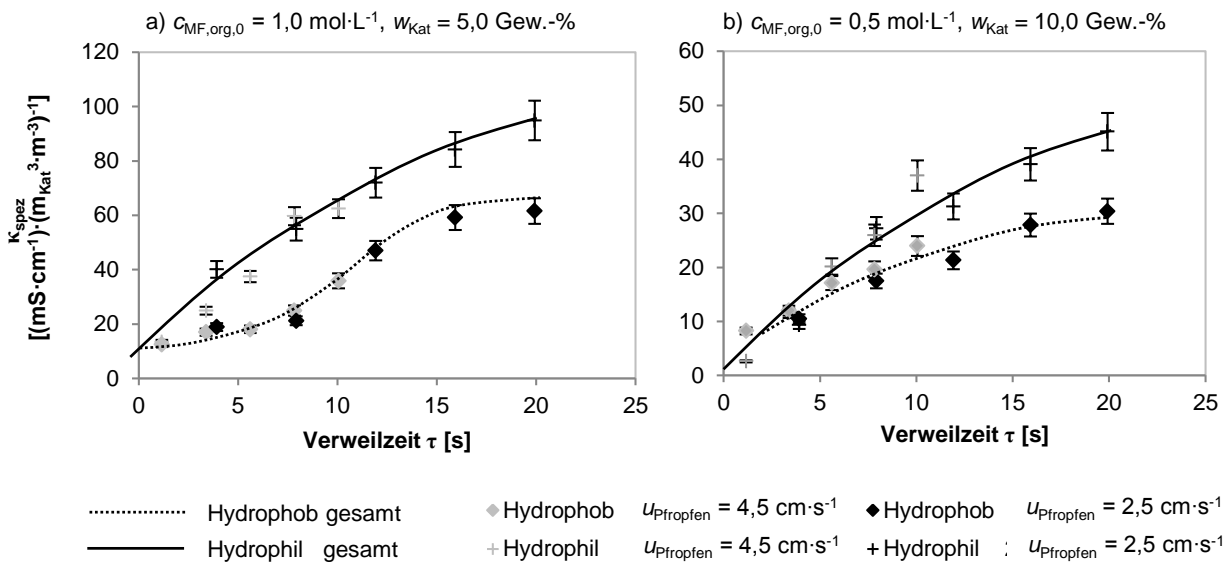 a) c_MF,org,0 = 1,0 mol·L⁻¹, w_Kat = 5,0 Gew.-%
b) c_MF,org,0 = 0,5 mol·L⁻¹, w_Kat = 10,0 Gew.-%
κ_spez
[(mS·cm⁻¹)·(m_Kat³·m⁻³)⁻¹]
120
100
80
60
40
20
0
0 5 10 15 20 25
Verweilzeit τ [s]
60
50
40
30
20
10
0
0 5 10 15 20 25
Verweilzeit τ [s]
Hydrophob gesamt
Hydrophob u_Pfropfen = 4,5 cm·s⁻¹
Hydrophob u_Pfropfen = 2,5 cm·s⁻¹
Hydrophil gesamt
Hydrophil u_Pfropfen = 4,5 cm·s⁻¹
Hydrophil u_Pfropfen = 2,5 cm·s⁻¹